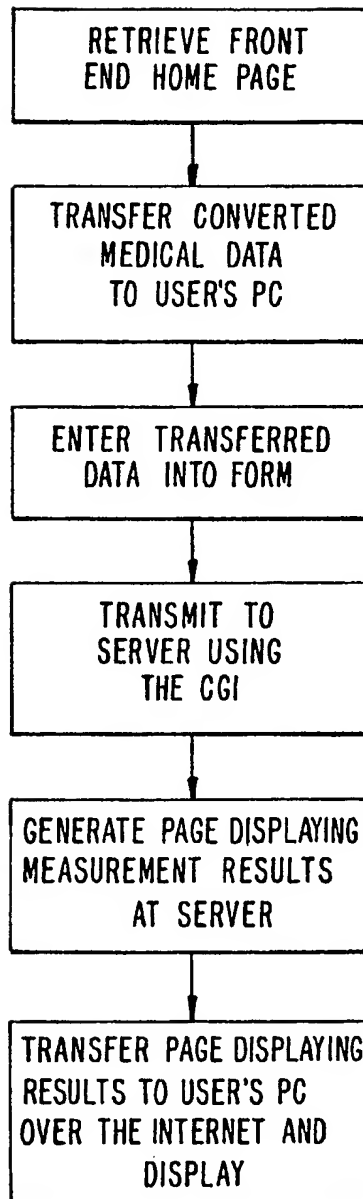 RETRIEVE FRONT
END HOME PAGE
TRANSFER CONVERTED
MEDICAL DATA
TO USER'S PC
ENTER TRANSFERRED
DATA INTO FORM
TRANSMIT TO
SERVER USING
THE CGI
GENERATE PAGE DISPLAYING
MEASUREMENT RESULTS
AT SERVER
TRANSFER PAGE DISPLAYING
RESULTS TO USER'S PC
OVER THE INTERNET AND
DISPLAY